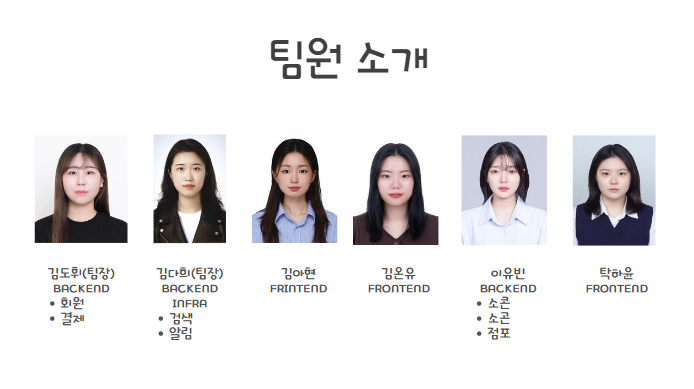 팀원 소개
김도휘(팀장)
BACKEND
• 회원
• 결제
김다희(팀장)
BACKEND
INFRA
• 검색
• 알림
김아현
FRINTEND
김온유
FRONTEND
이유빈
BACKEND
• 소콘
• 소곤
• 점포
탁하윤
FRONTEND